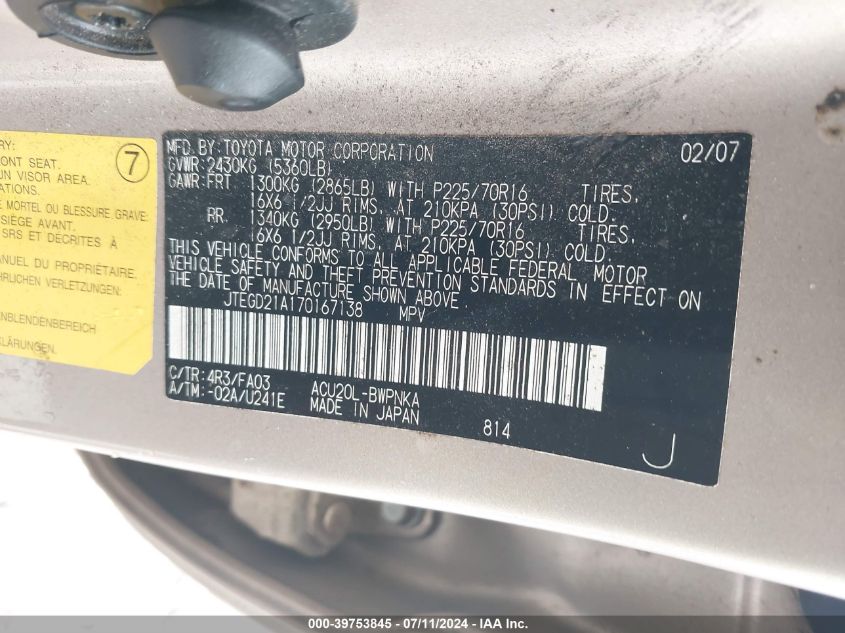 RY:
ONT SEAT.
UN VISOR AREA.
ATIONS.
E MORTEL OU BLESSURE GRAVE:
SIÈGE AVANT.
SRS ET DÉCRITES À
ANUEL DU PROPRIÉTAIRE.
ÄHRLICHEN VERLETZUNGEN:
NBLENDENBEREICH
KLÄRUNGEN.
7
MFD. BY: TOYOTA MOTOR CORPORATION 02/07
GVWR: 2430KG (5360LB)
GAWR: FRT 1300KG (2865LB) WITH P225/70R16 TIRES,
16X6 1/2JJ RIMS, AT 210KPA (30PSI) COLD.
RR. 1340KG (2950LB) WITH P225/70R16 TIRES,
16X6 1/2JJ RIMS, AT 210KPA (30PSI) COLD.
THIS VEHICLE CONFORMS TO ALL APPLICABLE FEDERAL MOTOR
VEHICLE SAFETY AND THEFT PREVENTION STANDARDS IN EFFECT ON
THE DATE OF MANUFACTURE SHOWN ABOVE.
JTEGD21A170167138 MPV
C/TR: 4R3/FA03 ACU20L-BWPNKA
A/TM: -02A/U241E MADE IN JAPAN 814
J
000-39753845 - 07/11/2024 - IAA Inc.